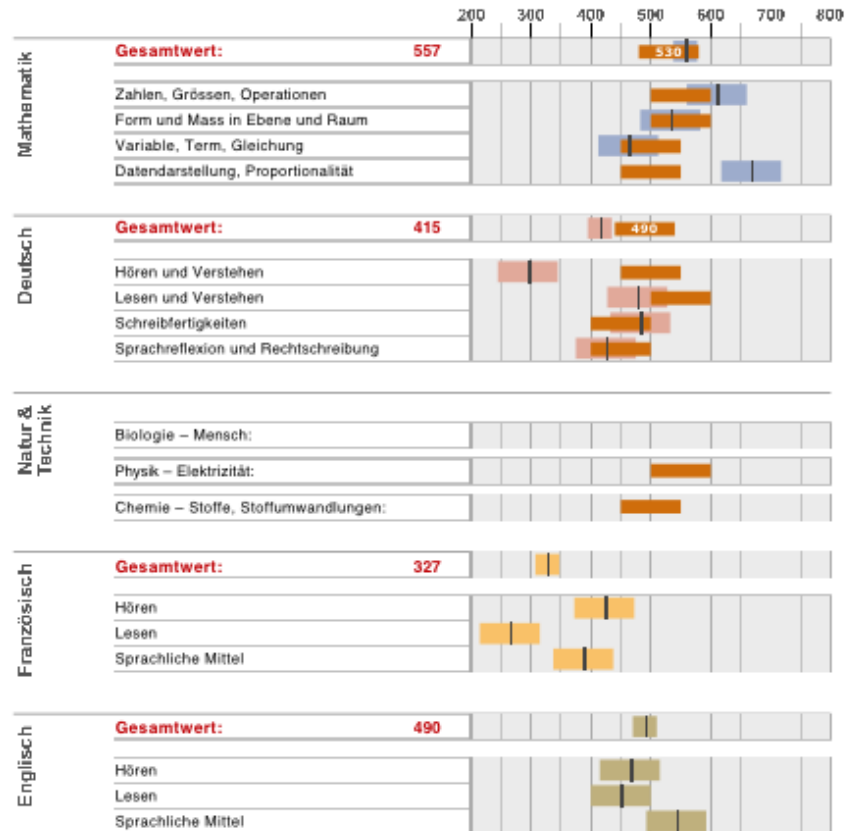 200 300 400 500 600 700 800
Mathematik
Gesamtwert: 557 530
Zahlen, Grössen, Operationen
Form und Mass in Ebene und Raum
Variable, Term, Gleichung
Datendarstellung, Proportionalität
Deutsch
Gesamtwert: 415 490
Hören und Verstehen
Lesen und Verstehen
Schreibfertigkeiten
Sprachreflexion und Rechtschreibung
Natur &
Technik
Biologie – Mensch:
Physik – Elektrizität:
Chemie – Stoffe, Stoffumwandlungen:
Französisch
Gesamtwert: 327
Hören
Lesen
Sprachliche Mittel
Englisch
Gesamtwert: 490
Hören
Lesen
Sprachliche Mittel